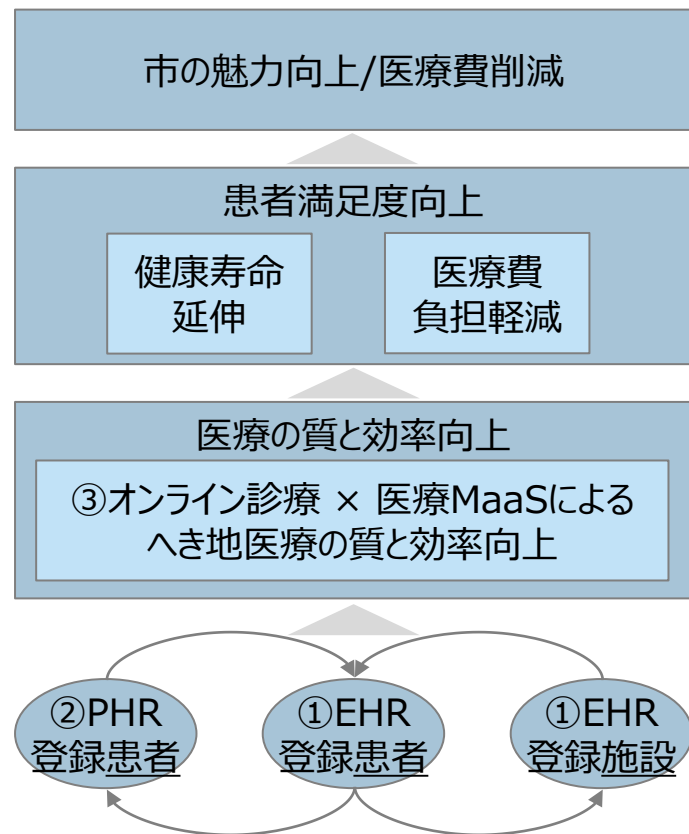 市の魅力向上/医療費削減
患者満足度向上
健康寿命
延伸
医療費
負担軽減
医療の質と効率向上
③オンライン診療 × 医療MaaSによる
へき地医療の質と効率向上
②PHR
登録患者
①EHR
登録患者
①EHR
登録施設